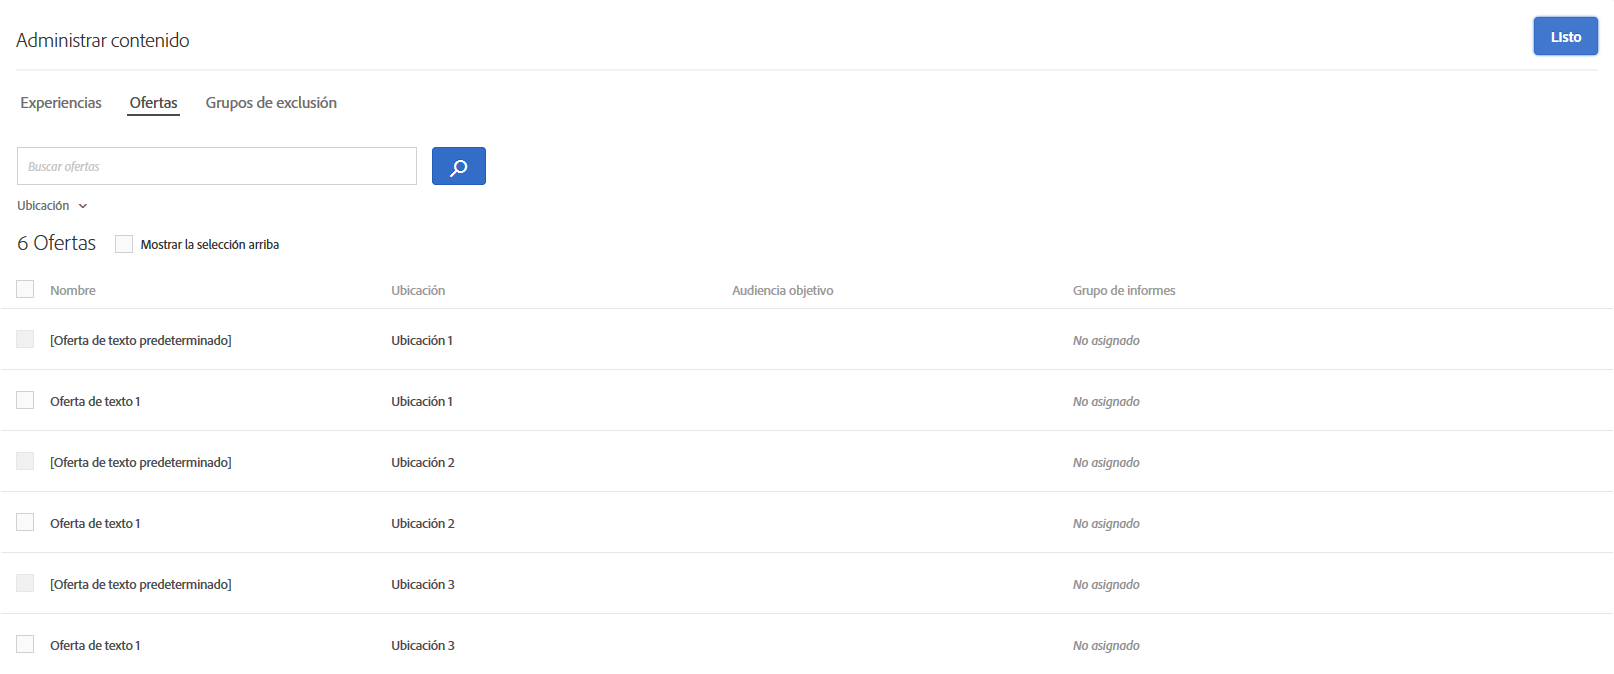 Administrar contenido
Listo
Experiencias Ofertas Grupos de exclusión
Buscar ofertas
Ubicación
6 Ofertas Mostrar la selección arriba
Nombre Ubicación Audiencia objetivo Grupo de informes
[Oferta de texto predeterminado] Ubicación 1 No asignado
Oferta de texto 1 Ubicación 1 No asignado
[Oferta de texto predeterminado] Ubicación 2 No asignado
Oferta de texto 1 Ubicación 2 No asignado
[Oferta de texto predeterminado] Ubicación 3 No asignado
Oferta de texto 1 Ubicación 3 No asignado